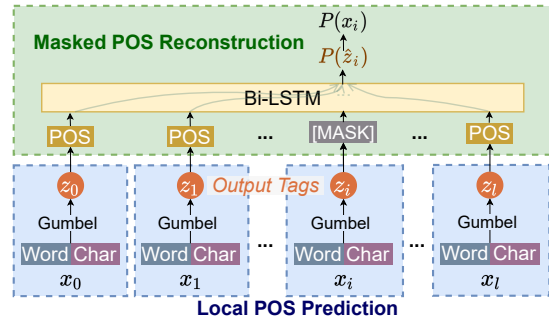 P(x_i)
Masked POS Reconstruction
P(ẑ_i)
Bi-LSTM
POS POS ... [MASK] ... POS
z_0 z_1 Output Tags z_i z_l
Gumbel Gumbel Gumbel Gumbel
Word Char Word Char ... Word Char ... Word Char
x_0 x_1 x_i x_l
Local POS Prediction